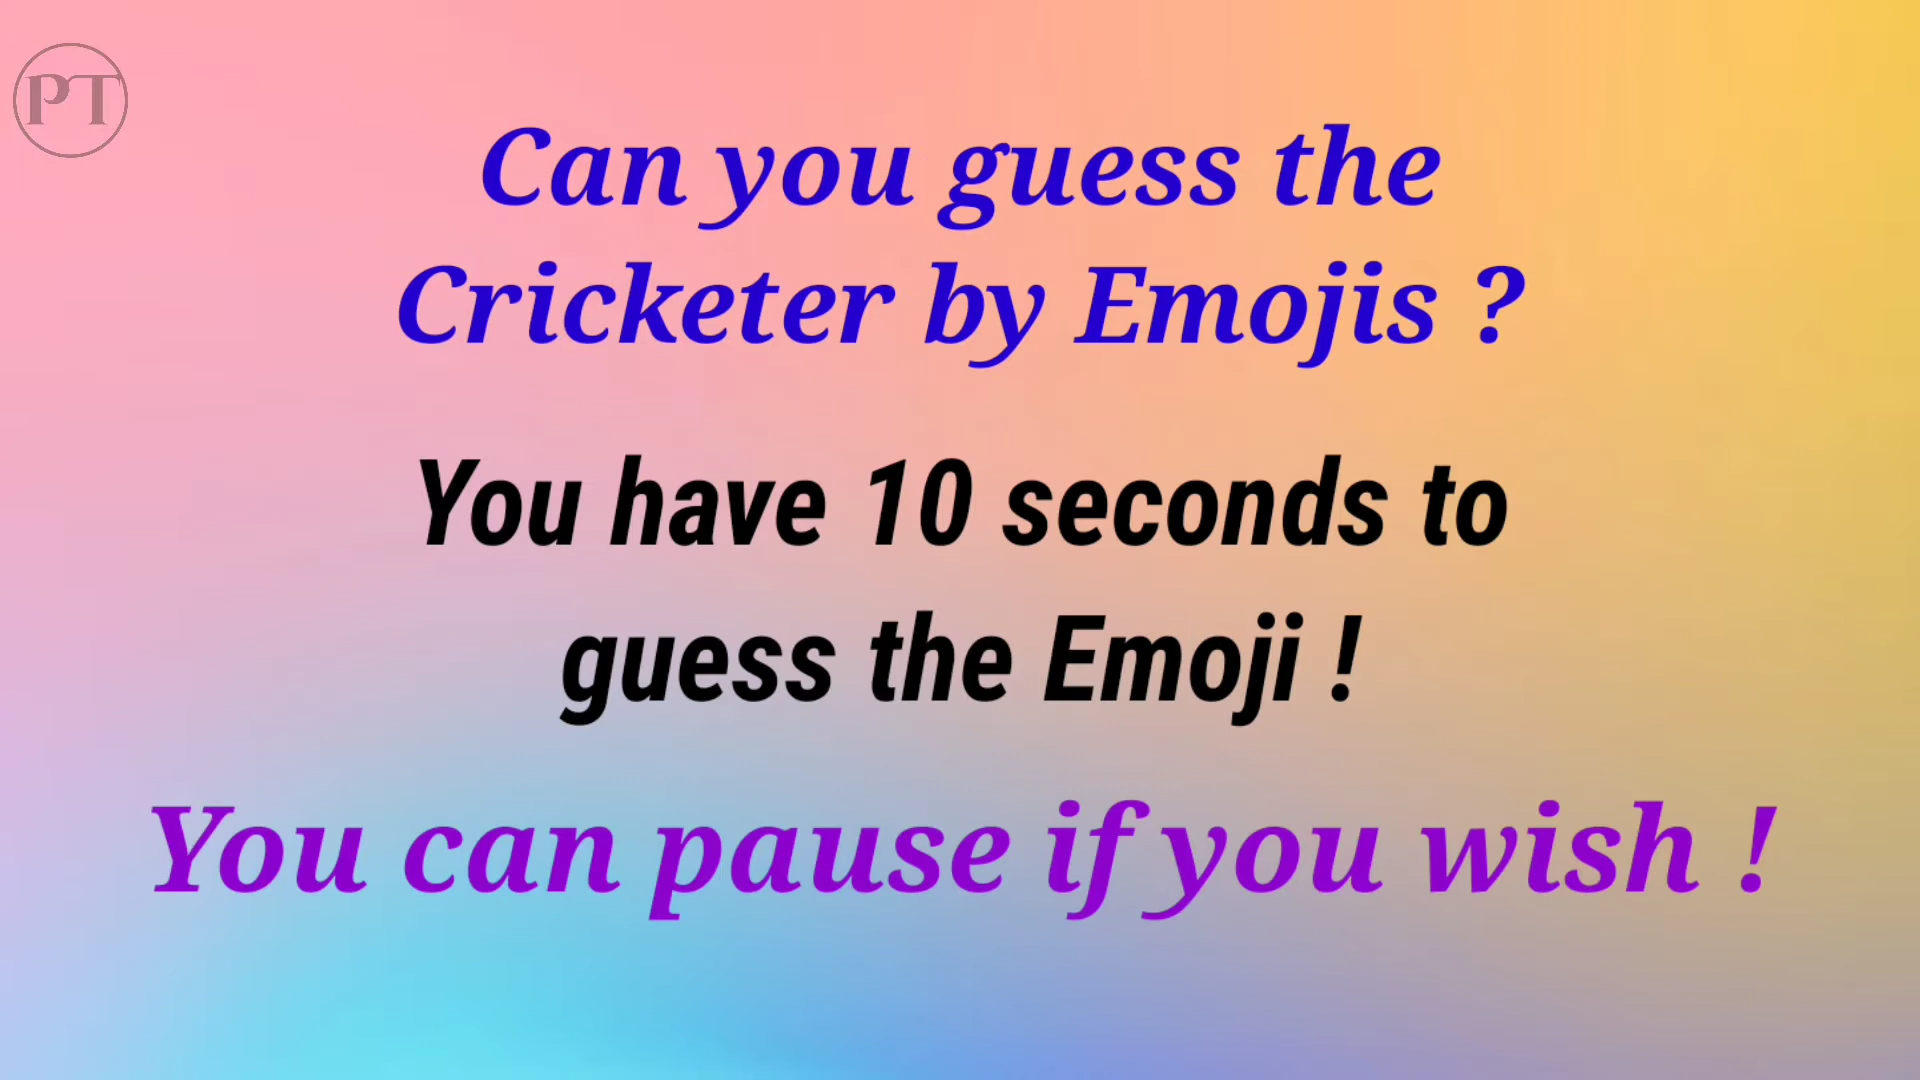 PT
Can you guess the
Cricketer by Emojis ?
You have 10 seconds to
guess the Emoji !
You can pause if you wish !